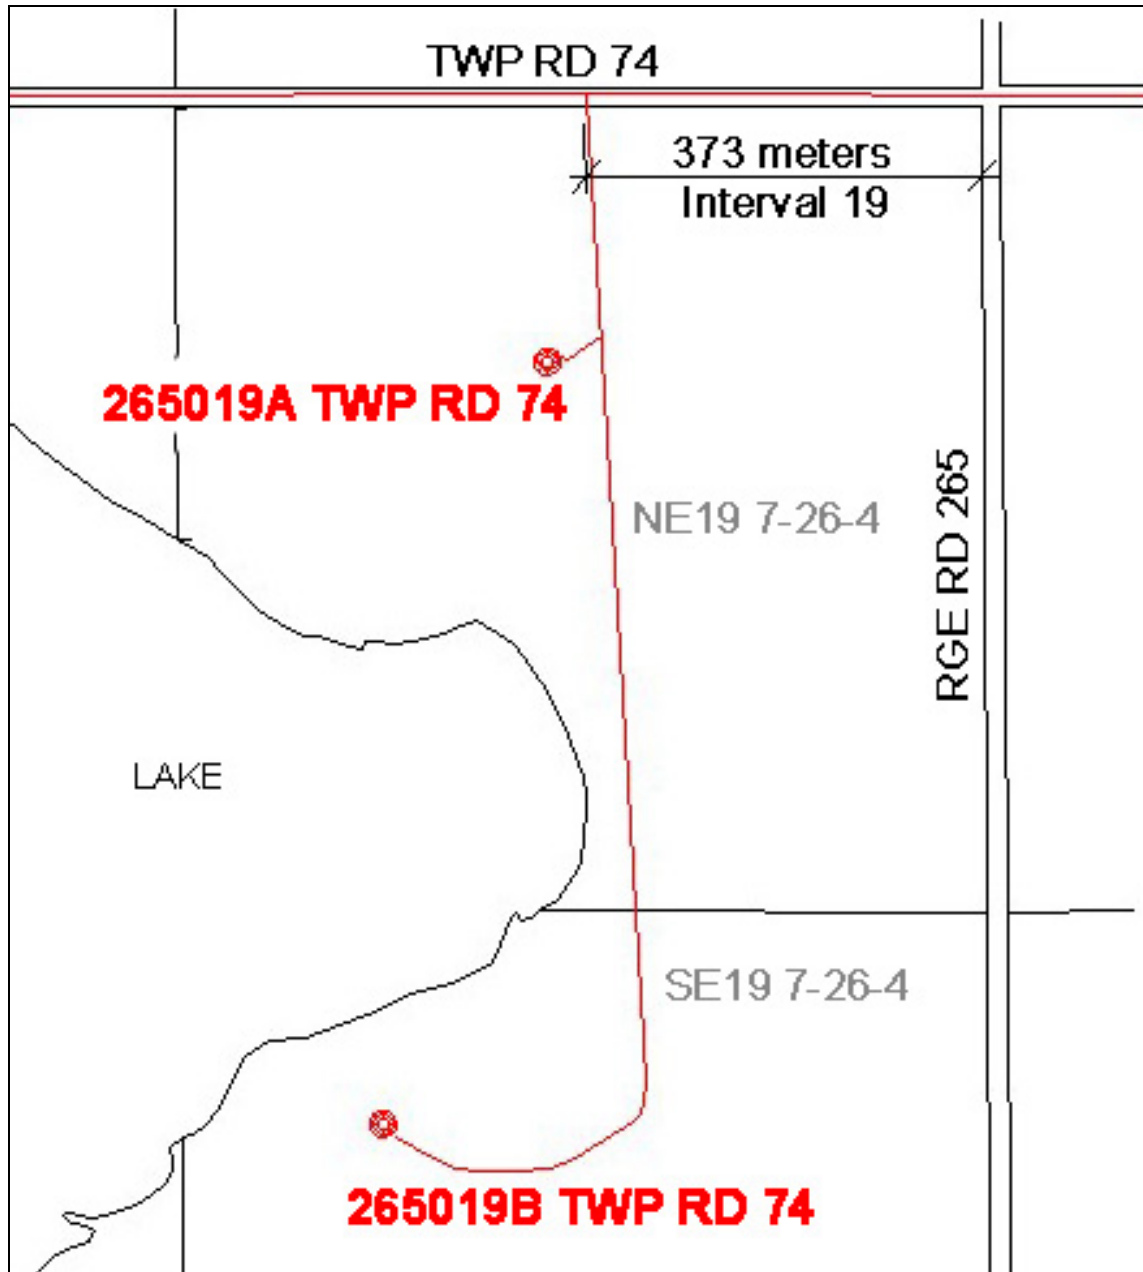 TWP RD 74
373 meters
Interval 19
265019A TWP RD 74
NE19 7-26-4
RGE RD 265
LAKE
SE19 7-26-4
265019B TWP RD 74